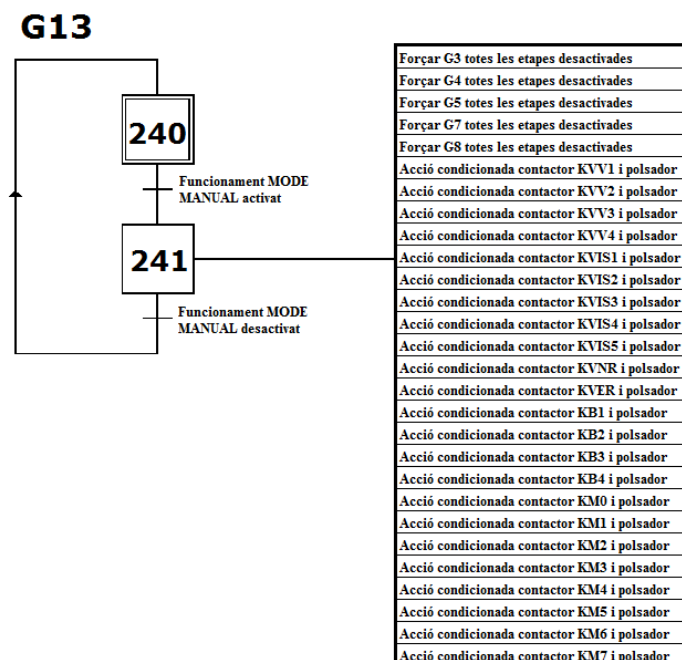 G13
240
Funcionament MODE
MANUAL activat
241
Funcionament MODE
MANUAL desactivat
Forçar G3 totes les etapes desactivades
Forçar G4 totes les etapes desactivades
Forçar G5 totes les etapes desactivades
Forçar G7 totes les etapes desactivades
Forçar G8 totes les etapes desactivades
Acció condicionada contactor KVV1 i polsador
Acció condicionada contactor KVV2 i polsador
Acció condicionada contactor KVV3 i polsador
Acció condicionada contactor KVV4 i polsador
Acció condicionada contactor KVIS1 i polsador
Acció condicionada contactor KVIS2 i polsador
Acció condicionada contactor KVIS3 i polsador
Acció condicionada contactor KVIS4 i polsador
Acció condicionada contactor KVIS5 i polsador
Acció condicionada contactor KVNR i polsador
Acció condicionada contactor KVER i polsador
Acció condicionada contactor KB1 i polsador
Acció condicionada contactor KB2 i polsador
Acció condicionada contactor KB3 i polsador
Acció condicionada contactor KB4 i polsador
Acció condicionada contactor KM0 i polsador
Acció condicionada contactor KM1 i polsador
Acció condicionada contactor KM2 i polsador
Acció condicionada contactor KM3 i polsador
Acció condicionada contactor KM4 i polsador
Acció condicionada contactor KM5 i polsador
Acció condicionada contactor KM6 i polsador
Acció condicionada contactor KM7 i polsador